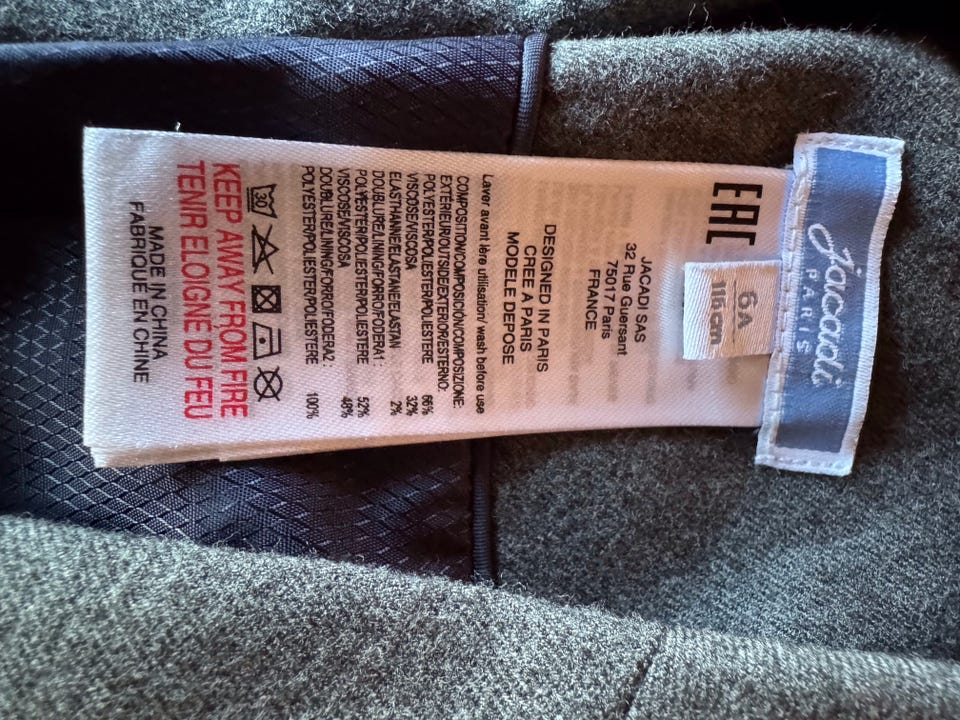 Jacadi
PARIS
6A
116cm
EAC
JACADI SAS
32 Rue Guersant
75017 Paris
FRANCE
DESIGNED IN PARIS
CREE A PARIS
MODELE DEPOSE
Laver avant 1ère utilisation/ wash before use
COMPOSITION/COMPOSICIÓN/COMPOSIZIONE:
EXTÉRIEUR/OUTSIDE/EXTERIOR/ESTERNO:
POLYESTER/POLIESTER/POLIESTERE 66%
VISCOSE/VISCOSA 32%
ELASTHANNE/ELASTANE/ELASTAN 2%
DOUBLURE/LINING/FORRO/FODERA1:
POLYESTER/POLIESTER/POLIESTERE 52%
VISCOSE/VISCOSA 48%
DOUBLURE/LINING/FORRO/FODERA2:
POLYESTER/POLIESTER/POLIESTERE 100%
30
KEEP AWAY FROM FIRE
TENIR ELOIGNE DU FEU
MADE IN CHINA
FABRIQUE EN CHINE